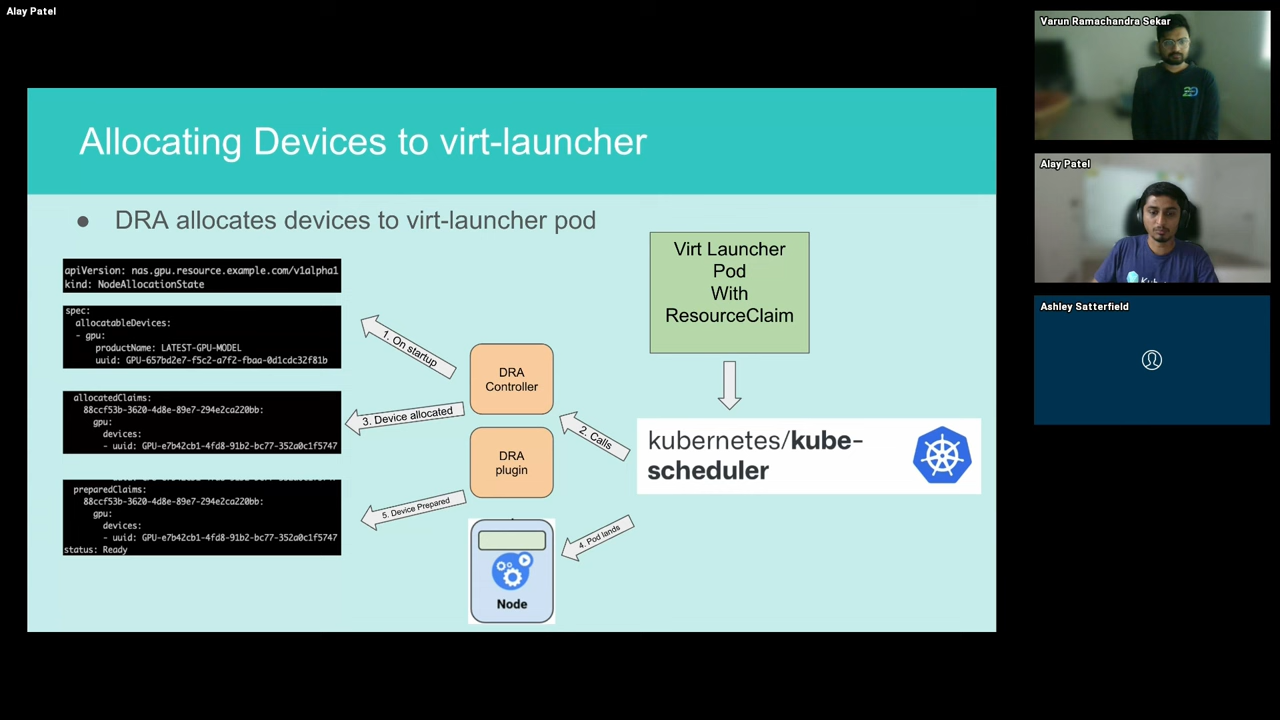 Alay Patel
Allocating Devices to virt-launcher
● DRA allocates devices to virt-launcher pod
apiVersion: nas.gpu.resource.example.com/v1alpha1
kind: NodeAllocationState
spec:
allocatableDevices:
- gpu:
productName: LATEST-GPU-MODEL
uuid: GPU-657bd2e7-f5c2-a7f2-fbaa-0d1cdc32f81b
allocatedClaims:
88ccf53b-3620-4d8e-89e7-294e2ca220bb:
gpu:
devices:
- uuid: GPU-e7b42cb1-4fd8-91b2-bc77-352a0c1f5747
preparedClaims:
88ccf53b-3620-4d8e-89e7-294e2ca220bb:
gpu:
devices:
- uuid: GPU-e7b42cb1-4fd8-91b2-bc77-352a0c1f5747
status: Ready
1. On startup
3. Device allocated
5. Device Prepared
DRA
Controller
DRA
plugin
Node
2. Calls
4. Pod lands
Virt Launcher
Pod
With
ResourceClaim
kubernetes/kube-
scheduler
Varun Ramachandra Sekar
Alay Patel
Ashley Satterfield